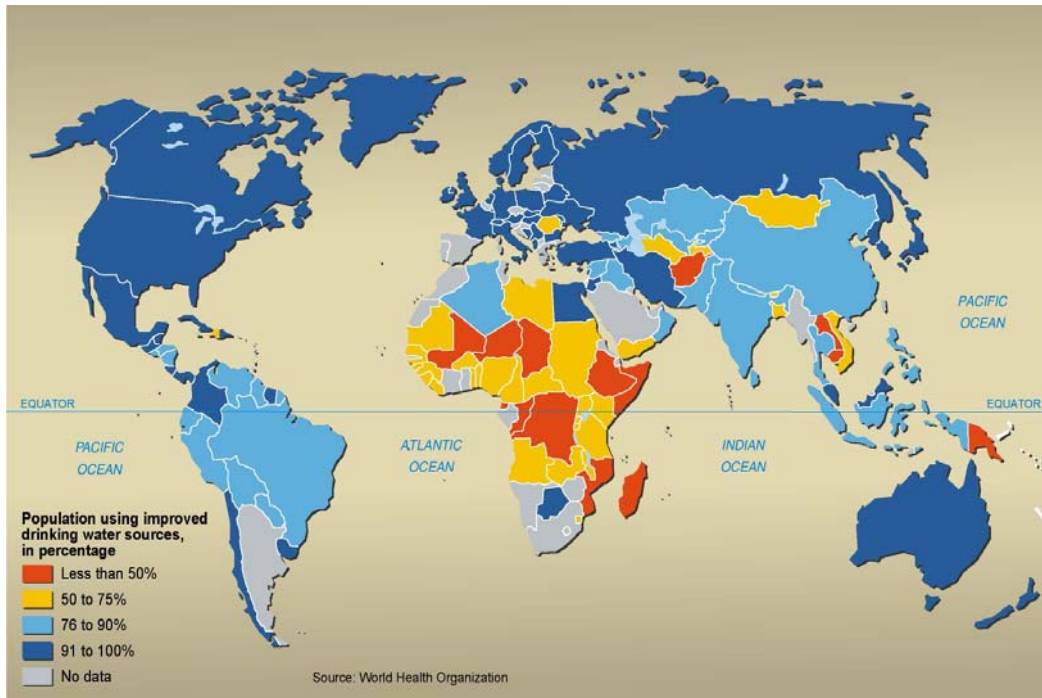 PACIFIC
OCEAN
EQUATOR
EQUATOR
PACIFIC
OCEAN
ATLANTIC
OCEAN
INDIAN
OCEAN
Population using improved
drinking water sources,
in percentage
Less than 50%
50 to 75%
76 to 90%
91 to 100%
No data
Source: World Health Organization